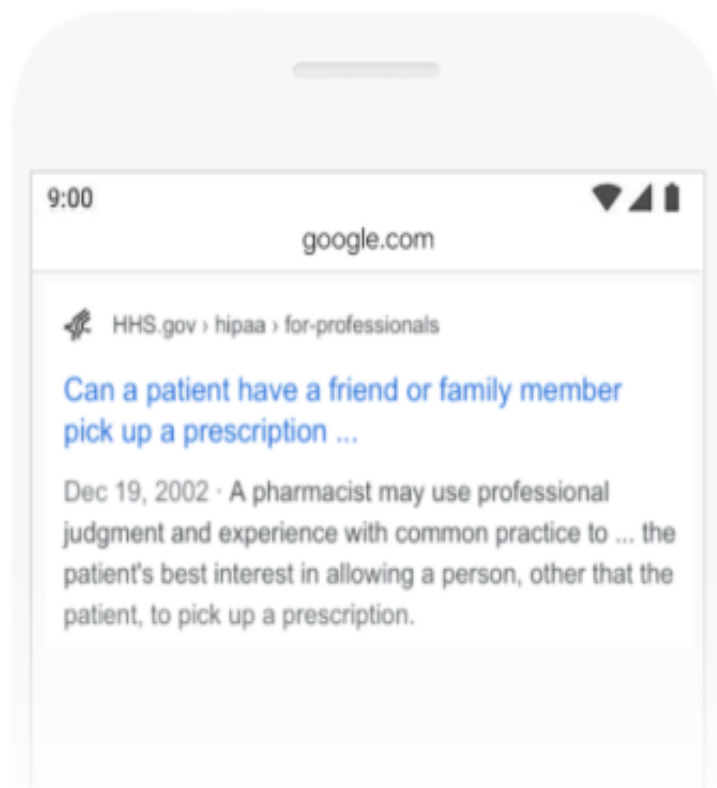 9:00
google.com
HHS.gov › hipaa › for-professionals
Can a patient have a friend or family member
pick up a prescription ...
Dec 19, 2002 · A pharmacist may use professional
judgment and experience with common practice to ... the
patient's best interest in allowing a person, other that the
patient, to pick up a prescription.